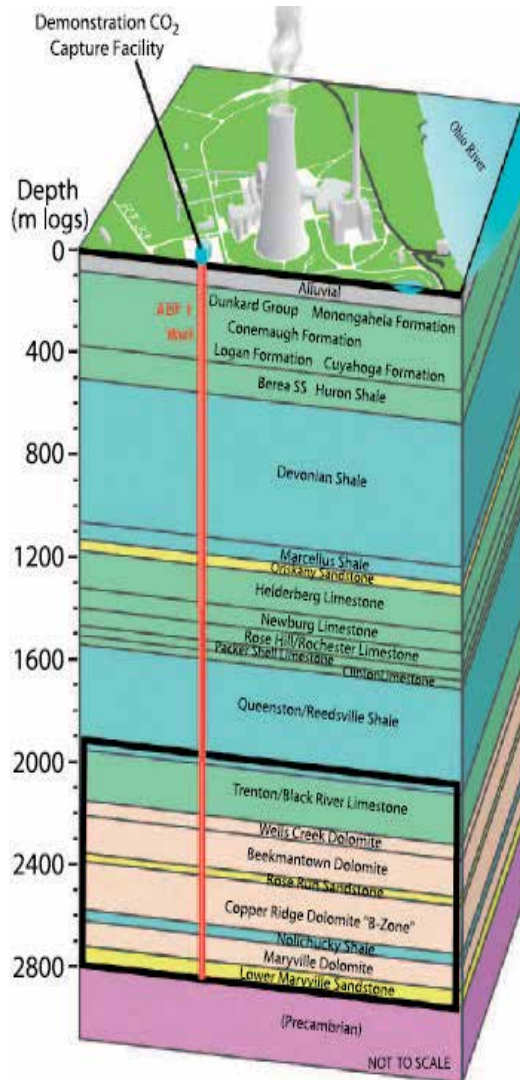 Demonstration CO₂
Capture Facility
Ohio River
Depth
(m logs)
0
400
800
1200
1600
2000
2400
2800
Alluvial
Dunkard Group Monongahela Formation
Conemaugh Formation
Logan Formation Cuyahoga Formation
Berea SS Huron Shale
Devonian Shale
Marcellus Shale
Oriskany Sandstone
Helderberg Limestone
Newburg Limestone
Rose Hill/Rochester Limestone
Packer Shell Limestone
Clinton Limestone
Queenston/Reedsville Shale
Trenton/Black River Limestone
Wells Creek Dolomite
Beekmantown Dolomite
Rose Run Sandstone
Copper Ridge Dolomite "B-Zone"
Nolichucky Shale
Maryville Dolomite
Lower Maryville Sandstone
(Precambrian)
NOT TO SCALE